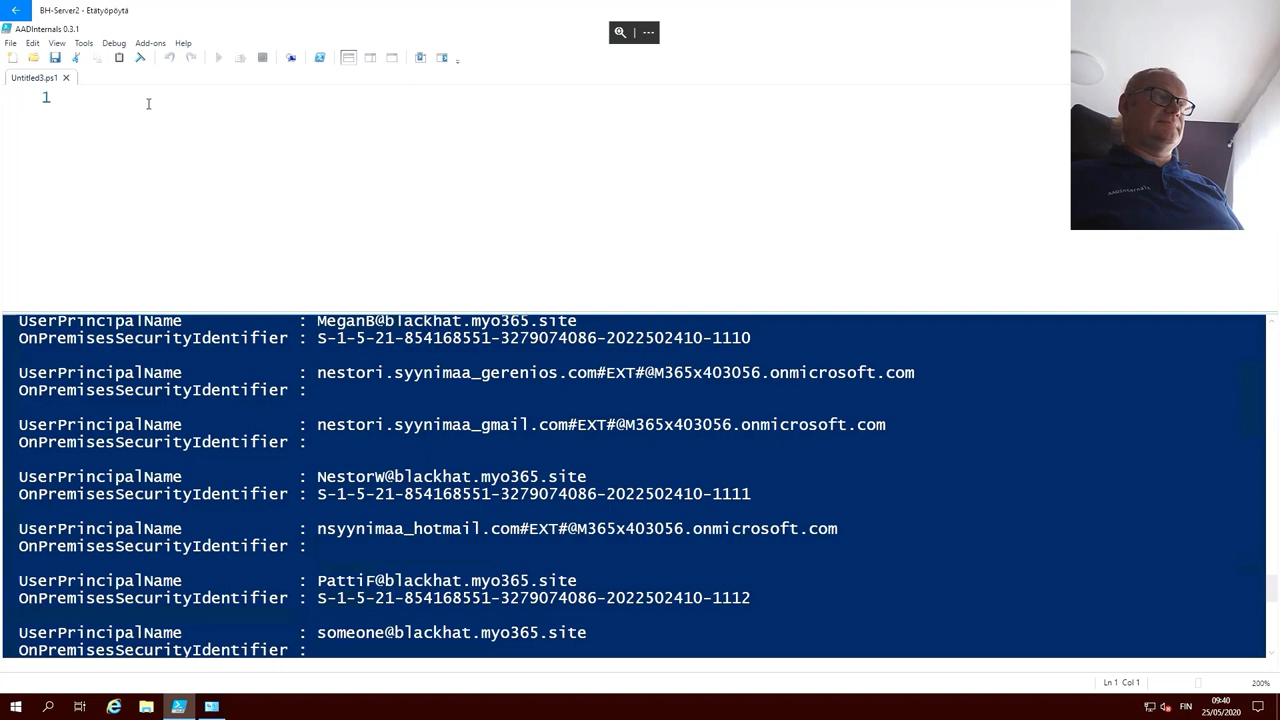 BH-Server2 - Etätyöpöytä
AADInternals 0.3.1
File Edit View Tools Debug Add-ons Help
Untitled3.ps1
1
AADInternals
UserPrincipalName : MeganB@blackhat.myo365.site
OnPremisesSecurityIdentifier : S-1-5-21-854168551-3279074086-2022502410-1110
UserPrincipalName : nestori.syynimaa_gerenios.com#EXT#@M365x403056.onmicrosoft.com
OnPremisesSecurityIdentifier :
UserPrincipalName : nestori.syynimaa_gmail.com#EXT#@M365x403056.onmicrosoft.com
OnPremisesSecurityIdentifier :
UserPrincipalName : NestorW@blackhat.myo365.site
OnPremisesSecurityIdentifier : S-1-5-21-854168551-3279074086-2022502410-1111
UserPrincipalName : nsyynimaa_hotmail.com#EXT#@M365x403056.onmicrosoft.com
OnPremisesSecurityIdentifier :
UserPrincipalName : PattiF@blackhat.myo365.site
OnPremisesSecurityIdentifier : S-1-5-21-854168551-3279074086-2022502410-1112
UserPrincipalName : someone@blackhat.myo365.site
OnPremisesSecurityIdentifier :
Ln 1 Col 1 200%
FIN
09:40
25/05/2020